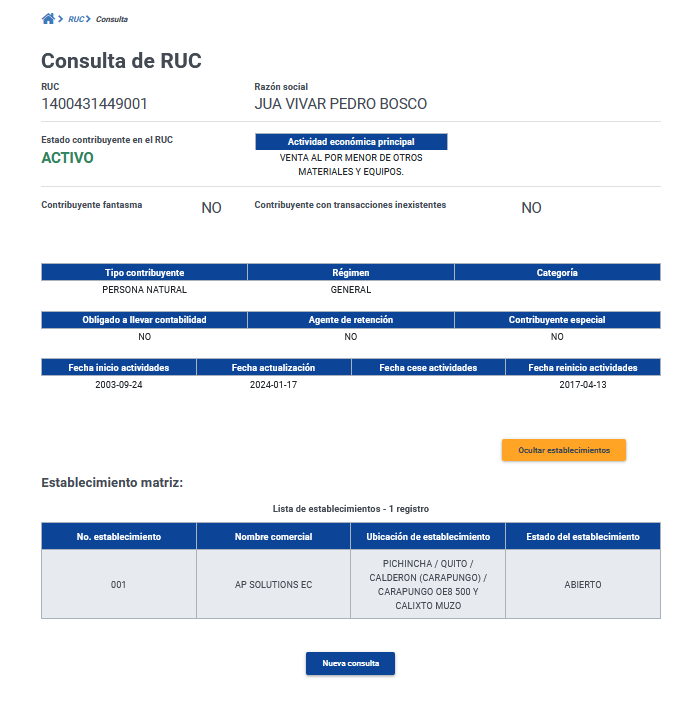 RUC Consulta
Consulta de RUC
RUC Razón social
1400431449001 JUA VIVAR PEDRO BOSCO
Estado contribuyente en el RUC Actividad económica principal
ACTIVO VENTA AL POR MENOR DE OTROS
MATERIALES Y EQUIPOS.
Contribuyente fantasma NO Contribuyente con transacciones inexistentes NO
Tipo contribuyente Régimen Categoría
PERSONA NATURAL GENERAL
Obligado a llevar contabilidad Agente de retención Contribuyente especial
NO NO NO
Fecha inicio actividades Fecha actualización Fecha cese actividades Fecha reinicio actividades
2003-09-24 2024-01-17 2017-04-13
Ocultar establecimientos
Establecimiento matriz:
Lista de establecimientos - 1 registro
No. establecimiento Nombre comercial Ubicación de establecimiento Estado del establecimiento
001 AP SOLUTIONS EC PICHINCHA / QUITO /
CALDERON (CARAPUNGO) /
CARAPUNGO OE8 500 Y
CALIXTO MUZO ABIERTO
Nueva consulta